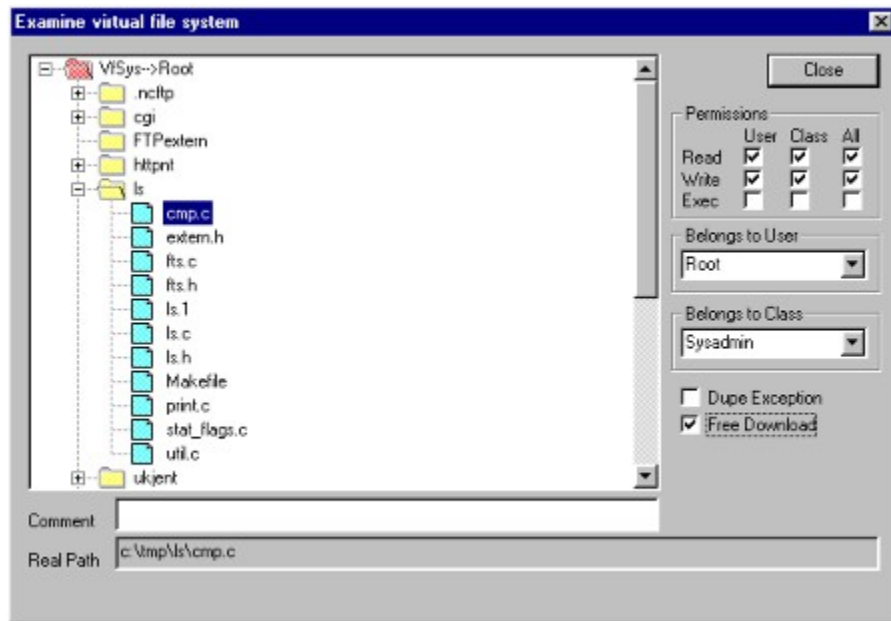 Examine virtual file system
VfSys-->Root
.ncftp
cgi
FTPextern
httpnt
ls
cmp.c
extern.h
fts.c
fts.h
ls.1
ls.c
ls.h
Makefile
print.c
stat_flags.c
util.c
ukjent
Close
Permissions
User Class All
Read
Write
Exec
Belongs to User
Root
Belongs to Class
Sysadmin
Dupe Exception
Free Download
Comment
Real Path c:\tmp\ls\cmp.c